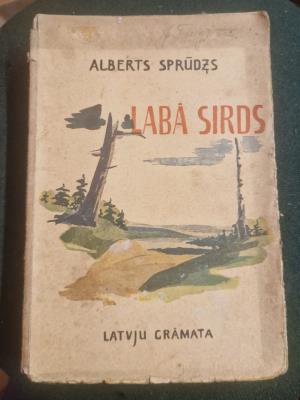 ALBERTS SPRŪDŽS
LABĀ SIRDS
LATVJU GRĀMATA